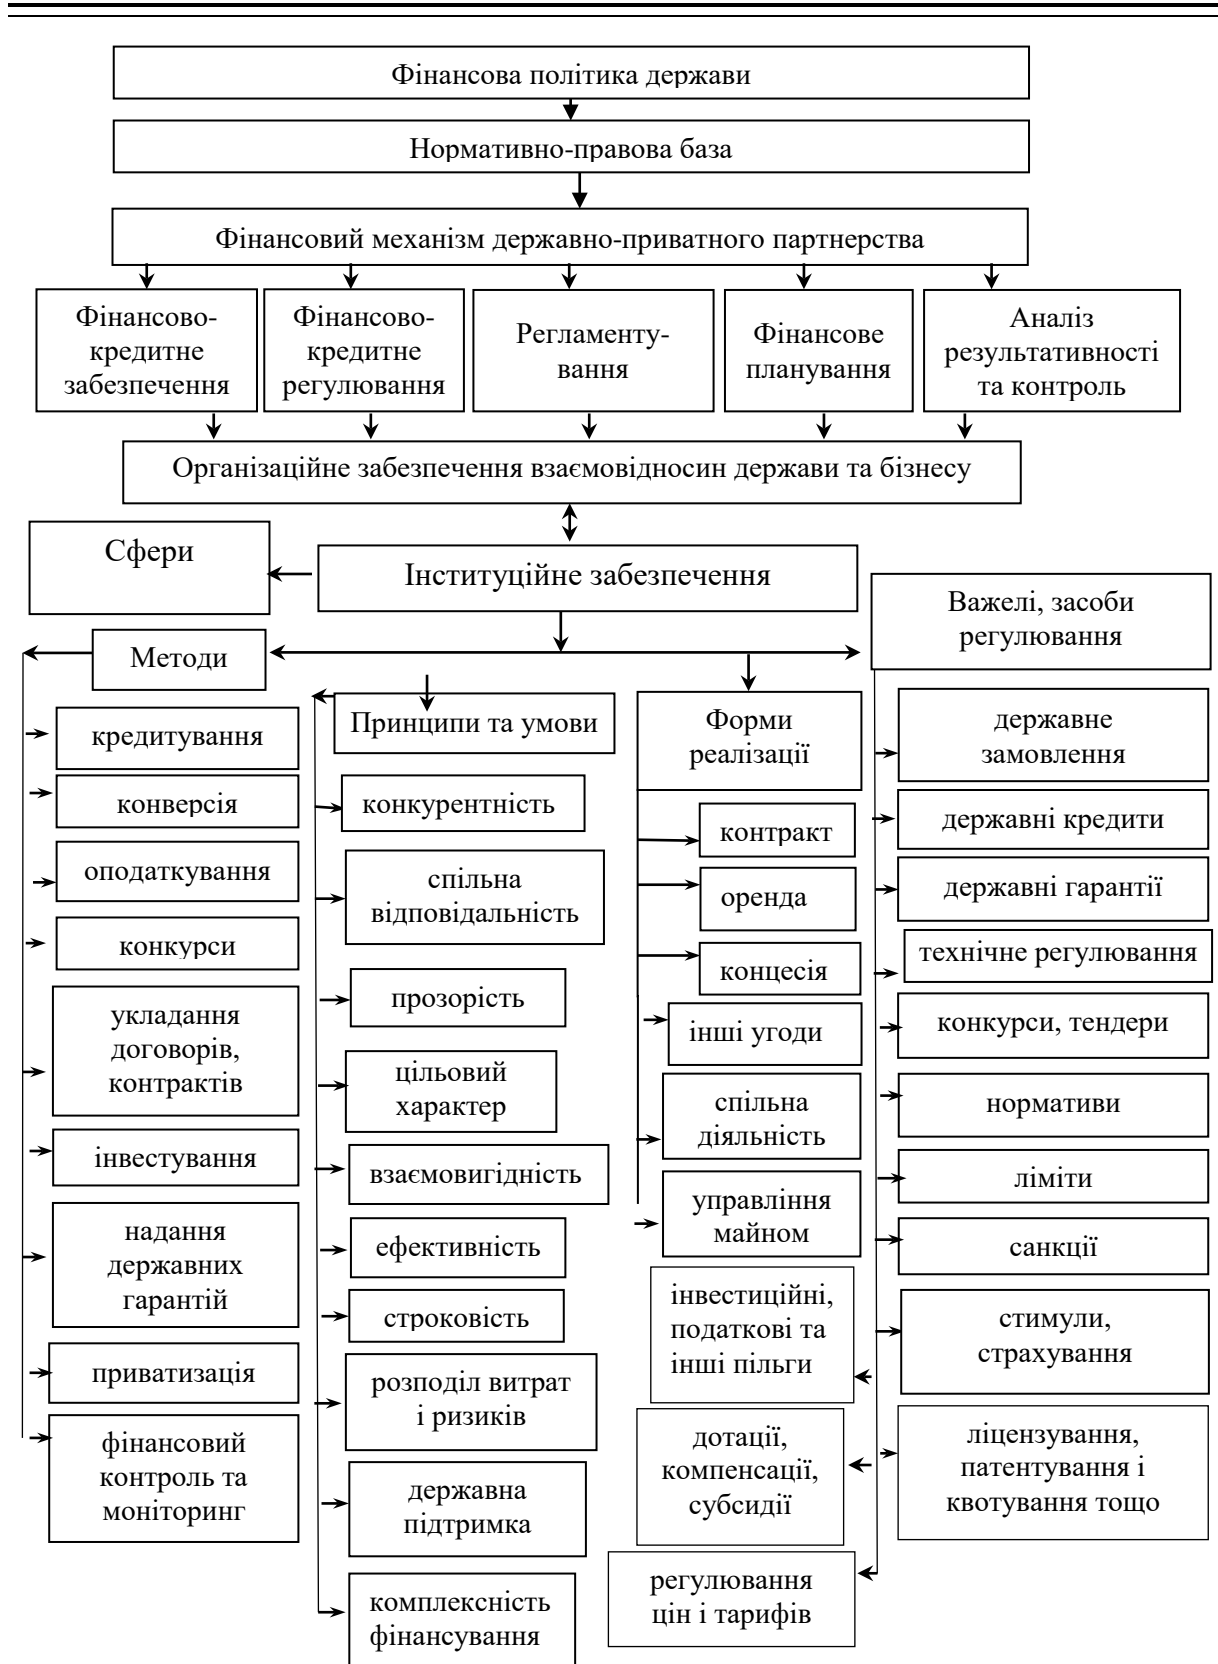 Фінансова політика держави
Нормативно-правова база
Фінансовий механізм державно-приватного партнерства
Фінансово-
кредитне
забезпечення
Фінансово-
кредитне
регулювання
Регламенту-
вання
Фінансове
планування
Аналіз
результативності
та контроль
Організаційне забезпечення взаємовідносин держави та бізнесу
Сфери
Інституційне забезпечення
Важелі, засоби
регулювання
Методи
кредитування
конверсія
оподаткування
конкурси
укладання
договорів,
контрактів
інвестування
надання
державних
гарантій
приватизація
фінансовий
контроль та
моніторинг
Принципи та умови
конкурентність
спільна
відповідальність
прозорість
цільовий
характер
взаємовигідність
ефективність
строковість
розподіл витрат
і ризиків
державна
підтримка
комплексність
фінансування
Форми
реалізації
контракт
оренда
концесія
інші угоди
спільна
діяльність
управління
майном
інвестиційні,
податкові та
інші пільги
дотації,
компенсації,
субсидії
регулювання
цін і тарифів
державне
замовлення
державні кредити
державні гарантії
технічне регулювання
конкурси, тендери
нормативи
ліміти
санкції
стимули,
страхування
ліцензування,
патентування і
квотування тощо